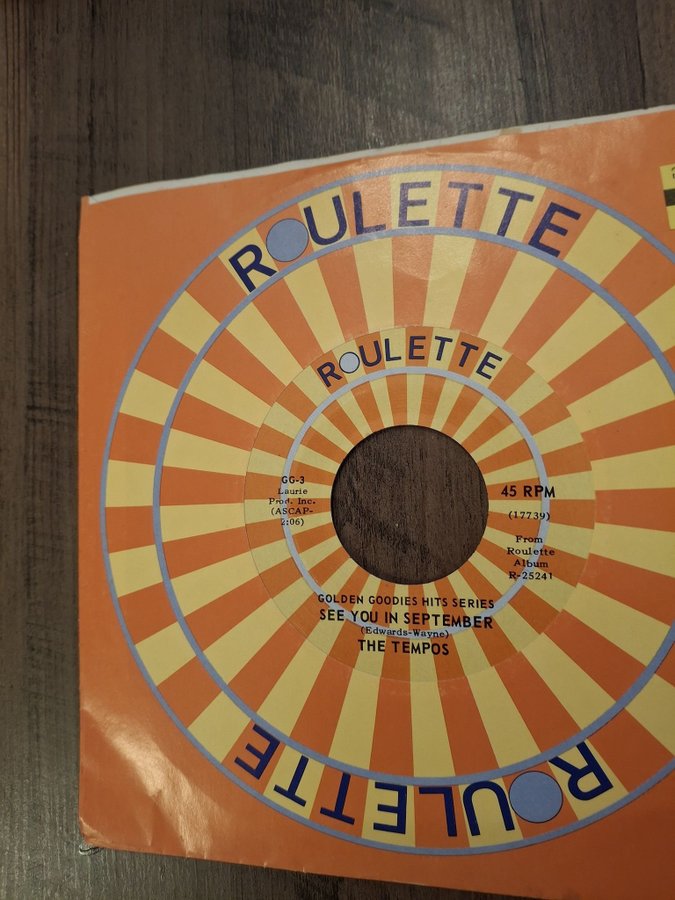 ROULETTE
ROULETTE
GG-3
Laurie
Prod. Inc.
(ASCAP-
2:06)
45 RPM
(17739)
From
Roulette
Album
R-25241
GOLDEN GOODIES HITS SERIES
SEE YOU IN SEPTEMBER
(Edwards-Wayne)
THE TEMPOS
ROULETTE